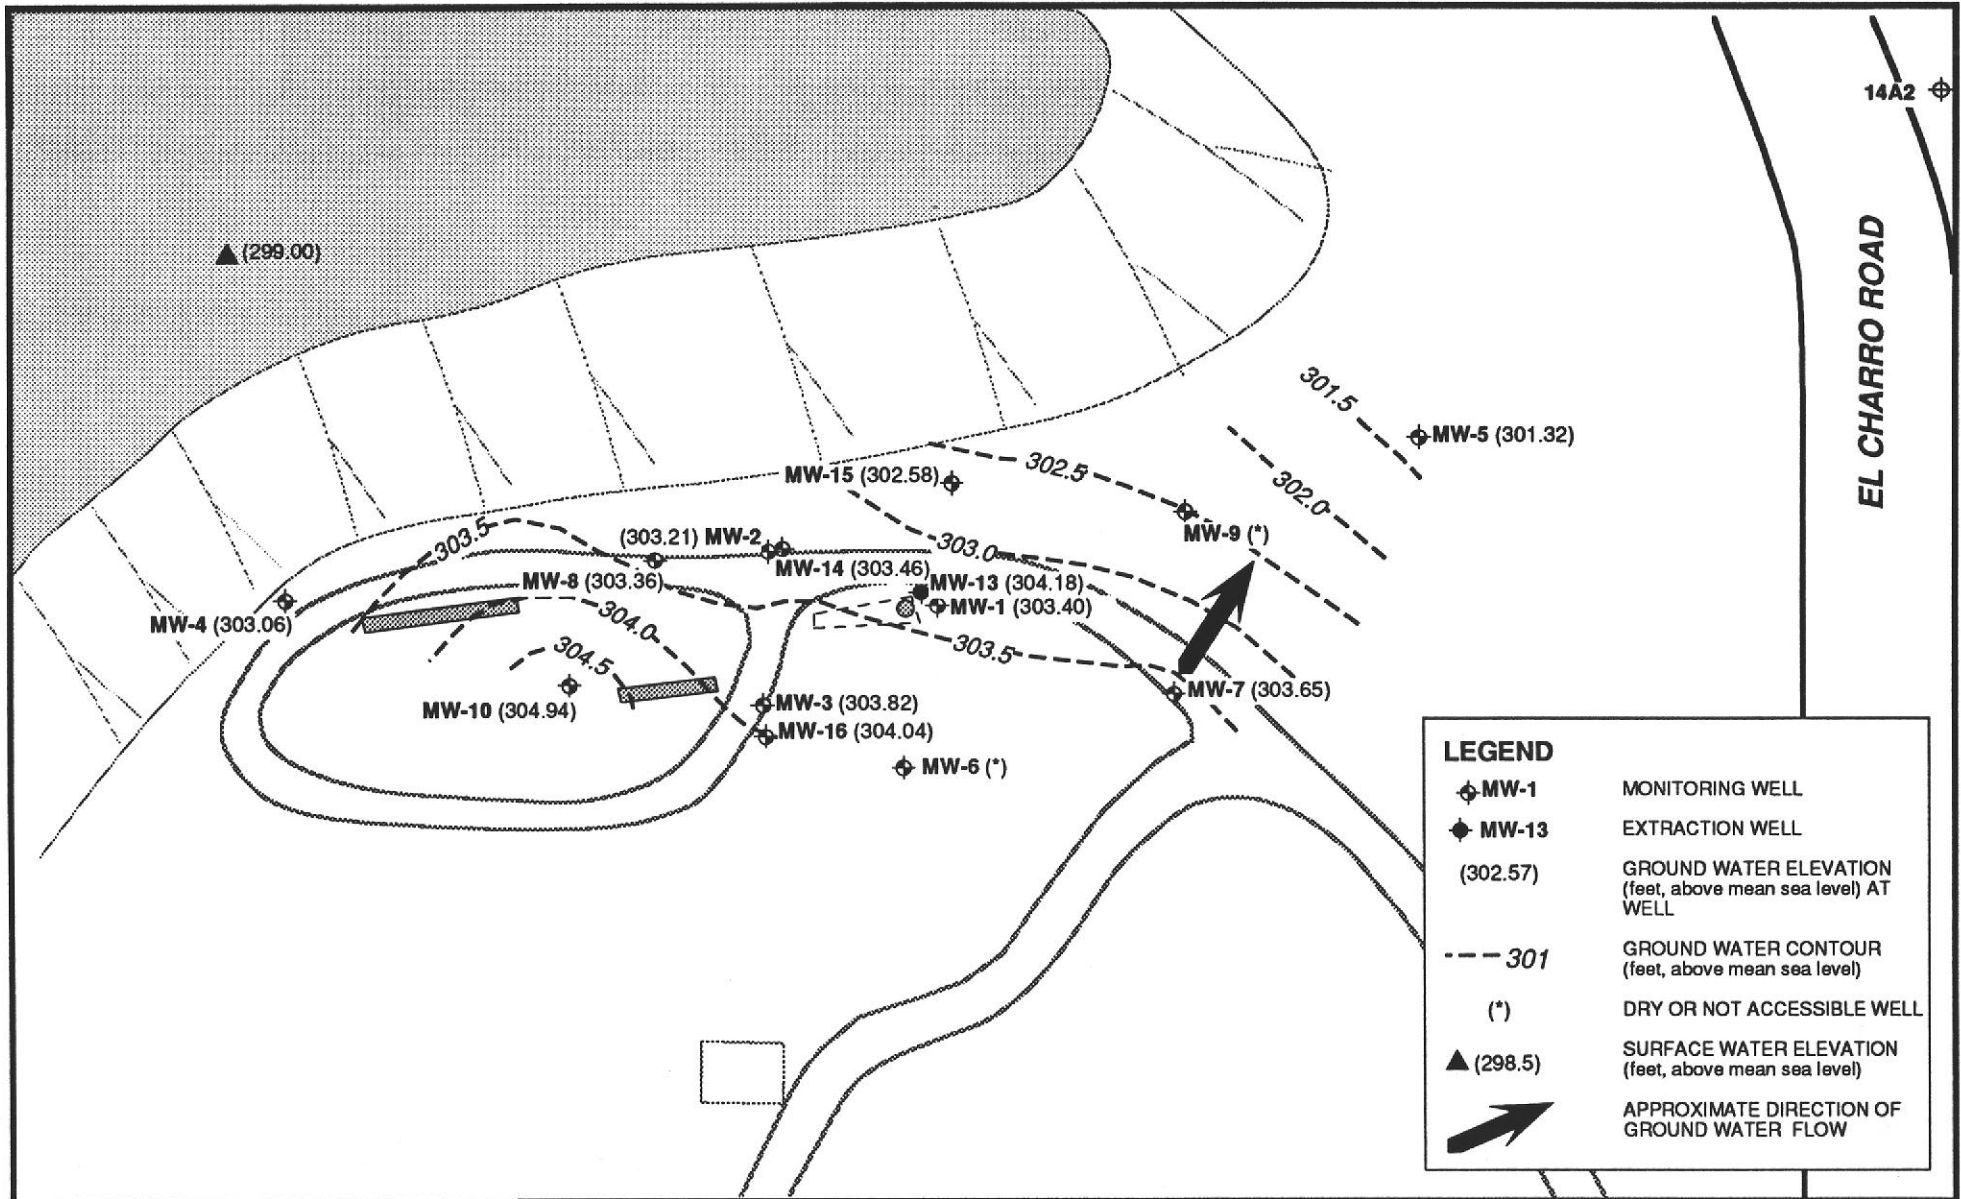 14A2
(299.00)
EL CHARRO ROAD
301.5
MW-5 (301.32)
302.5
MW-15 (302.58)
302.0
303.5
(303.21) MW-2
MW-9 (*)
303.0
MW-14 (303.46)
MW-8 (303.36)
MW-13 (304.18)
MW-1 (303.40)
MW-4 (303.06)
304.0
303.5
304.5
MW-7 (303.65)
MW-10 (304.94)
MW-3 (303.82)
MW-16 (304.04)
MW-6 (*)
LEGEND
MW-1 MONITORING WELL
MW-13 EXTRACTION WELL
(302.57) GROUND WATER ELEVATION
(feet, above mean sea level) AT
WELL
301 GROUND WATER CONTOUR
(feet, above mean sea level)
(*) DRY OR NOT ACCESSIBLE WELL
(298.5) SURFACE WATER ELEVATION
(feet, above mean sea level)
APPROXIMATE DIRECTION OF
GROUND WATER FLOW